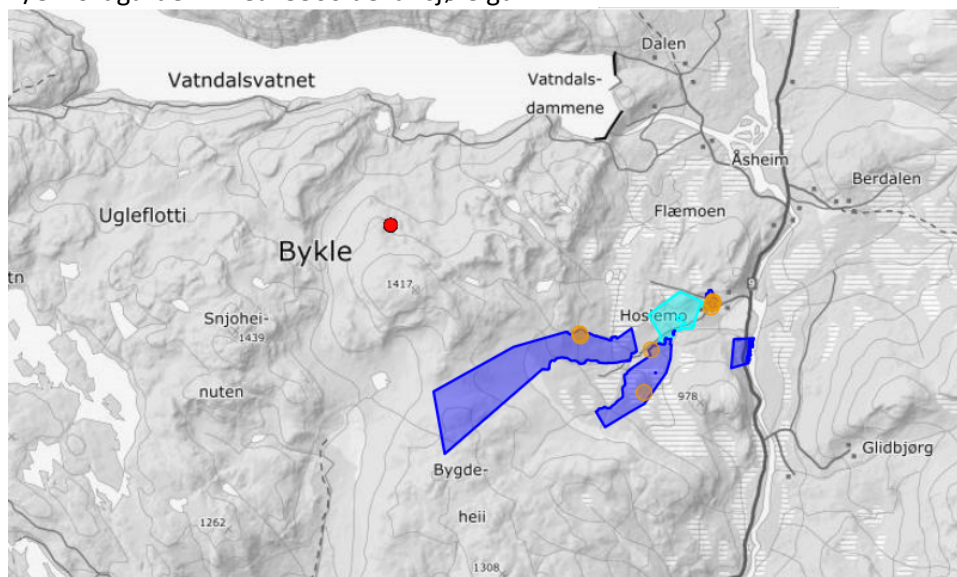 Dalen
Vatndalsvatnet
Vatndals-
dammene
Åsheim
Berdalen
Ugleflotti
Flæmoen
Bykle
tn
1417
9
Snjohei-
1439
Hoslemo
nuten
978
Glidbjørg
Bygde-
heii
1262
1308